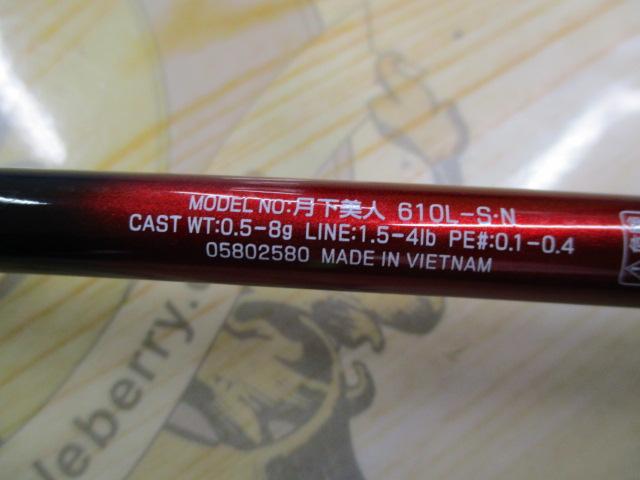 MODEL NO:月下美人 610L-S·N
CAST WT:0.5-8g LINE:1.5-4lb PE#:0.1-0.4
05802580 MADE IN VIETNAM
leberry.c